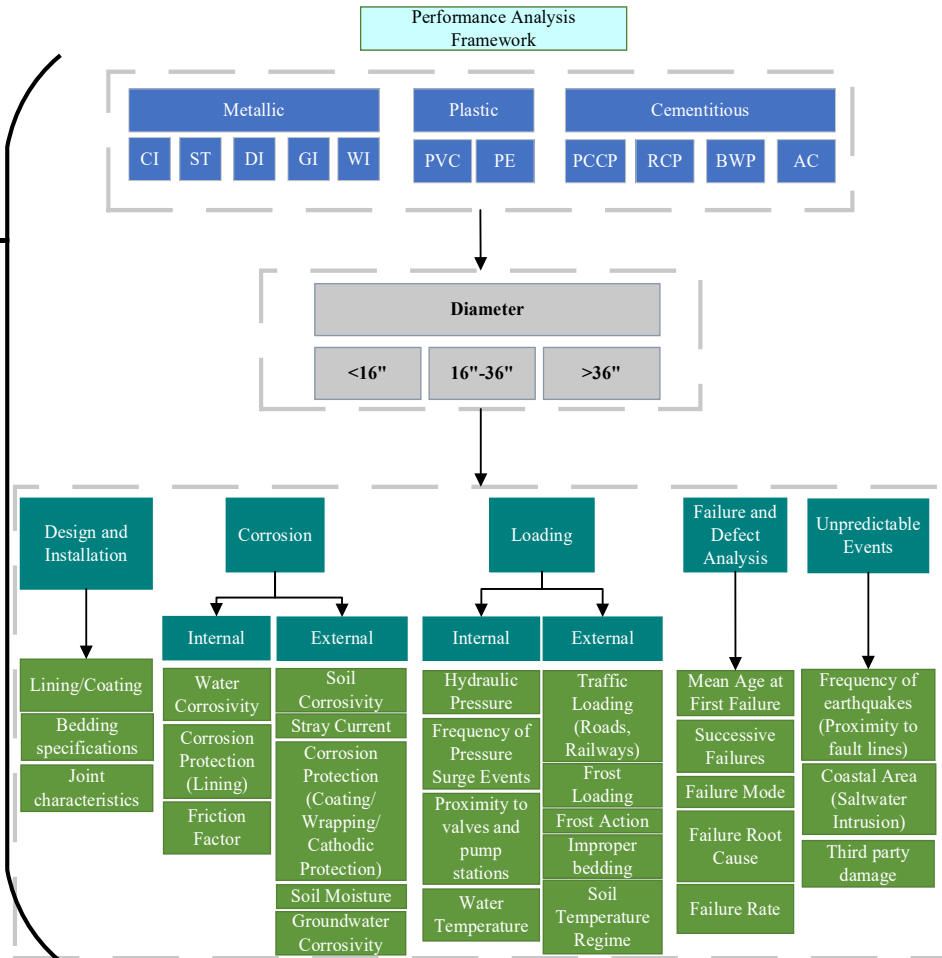 Performance Analysis
Framework
Metallic
Plastic
Cementitious
CI
ST
DI
GI
WI
PVC
PE
PCCP
RCP
BWP
AC
Diameter
<16"
16"-36"
>36"
Design and
Installation
Corrosion
Loading
Failure and
Defect
Analysis
Unpredictable
Events
Lining/Coating
Bedding
specifications
Joint
characteristics
Internal
Water
Corrosivity
Corrosion
Protection
(Lining)
Friction
Factor
External
Soil
Corrosivity
Stray Current
Corrosion
Protection
(Coating/
Wrapping/
Cathodic
Protection)
Soil Moisture
Groundwater
Corrosivity
Internal
Hydraulic
Pressure
Frequency of
Pressure
Surge Events
Proximity to
valves and
pump
stations
Water
Temperature
External
Traffic
Loading
(Roads,
Railways)
Frost
Loading
Frost Action
Improper
bedding
Soil
Temperature
Regime
Mean Age at
First Failure
Successive
Failures
Failure Mode
Failure Root
Cause
Failure Rate
Frequency of
earthquakes
(Proximity to
fault lines)
Coastal Area
(Saltwater
Intrusion)
Third party
damage